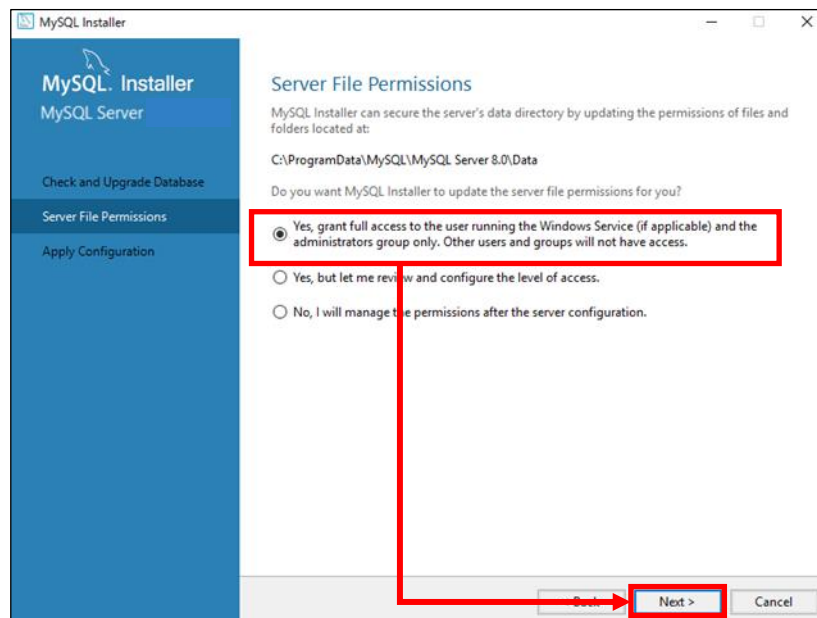 MySQL Installer
MySQL. Installer
MySQL Server
Check and Upgrade Database
Server File Permissions
Apply Configuration
Server File Permissions
MySQL Installer can secure the server's data directory by updating the permissions of files and
folders located at:
C:\ProgramData\MySQL\MySQL Server 8.0\Data
Do you want MySQL Installer to update the server file permissions for you?
Yes, grant full access to the user running the Windows Service (if applicable) and the
administrators group only. Other users and groups will not have access.
Yes, but let me review and configure the level of access.
No, I will manage the permissions after the server configuration.
Next >
Cancel